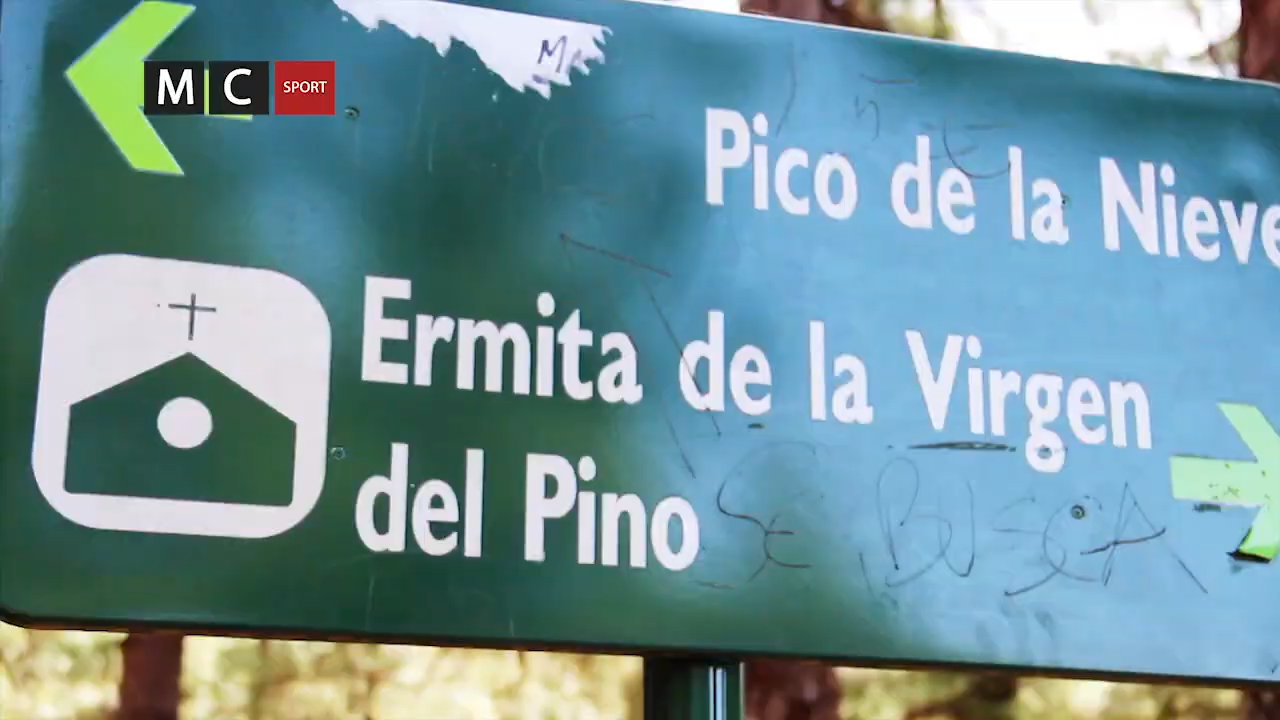 MC SPORT
Pico de la Nieve
Ermita de la Virgen
del Pino
SE BUSCA